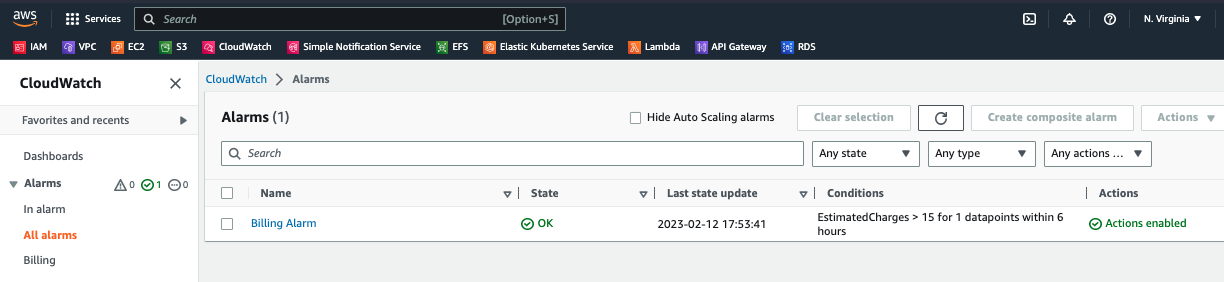 aws
Services
Search
[Option+S]
N. Virginia
IAM
VPC
EC2
S3
CloudWatch
Simple Notification Service
EFS
Elastic Kubernetes Service
Lambda
API Gateway
RDS
CloudWatch
Favorites and recents
Dashboards
Alarms
0
1
0
In alarm
All alarms
Billing
CloudWatch
Alarms
Alarms (1)
Hide Auto Scaling alarms
Clear selection
Create composite alarm
Actions
Search
Any state
Any type
Any actions ...
Name
State
Last state update
Conditions
Actions
Billing Alarm
OK
2023-02-12 17:53:41
EstimatedCharges > 15 for 1 datapoints within 6
hours
Actions enabled